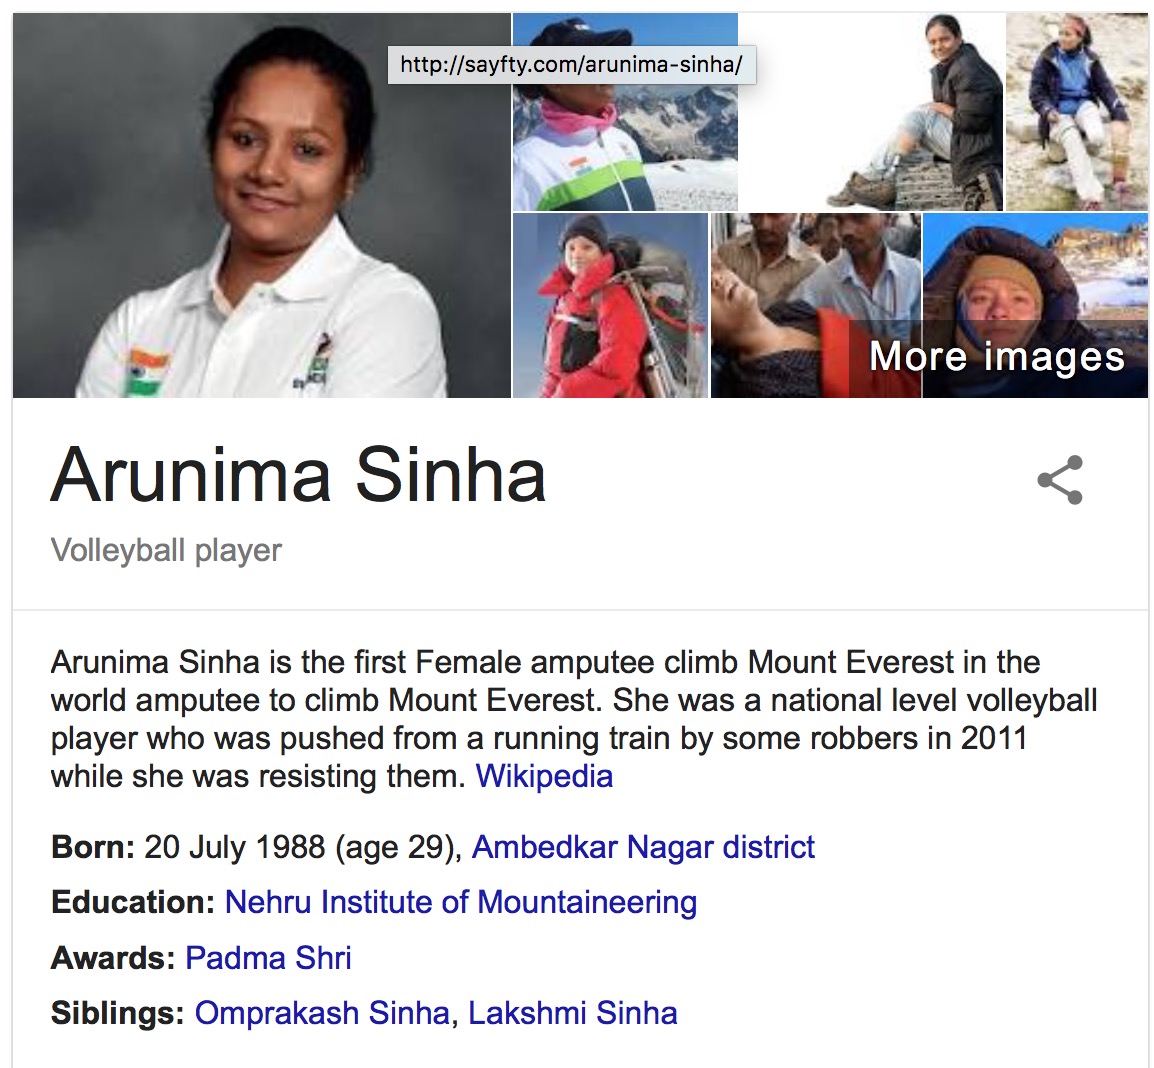 http://sayfty.com/arunima-sinha/
More images
Arunima Sinha
Volleyball player
Arunima Sinha is the first Female amputee climb Mount Everest in the
world amputee to climb Mount Everest. She was a national level volleyball
player who was pushed from a running train by some robbers in 2011
while she was resisting them. Wikipedia
Born: 20 July 1988 (age 29), Ambedkar Nagar district
Education: Nehru Institute of Mountaineering
Awards: Padma Shri
Siblings: Omprakash Sinha, Lakshmi Sinha